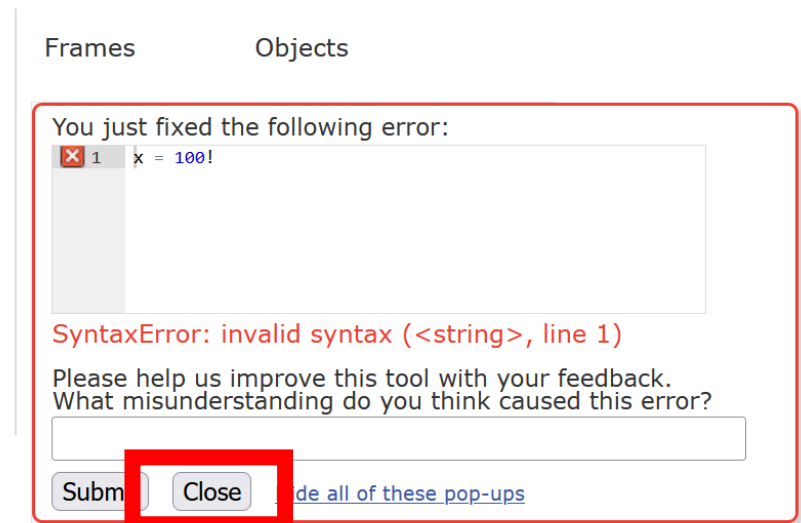 Frames Objects
You just fixed the following error:
1 x = 100!
SyntaxError: invalid syntax (<string>, line 1)
Please help us improve this tool with your feedback.
What misunderstanding do you think caused this error?
Close all of these pop-ups